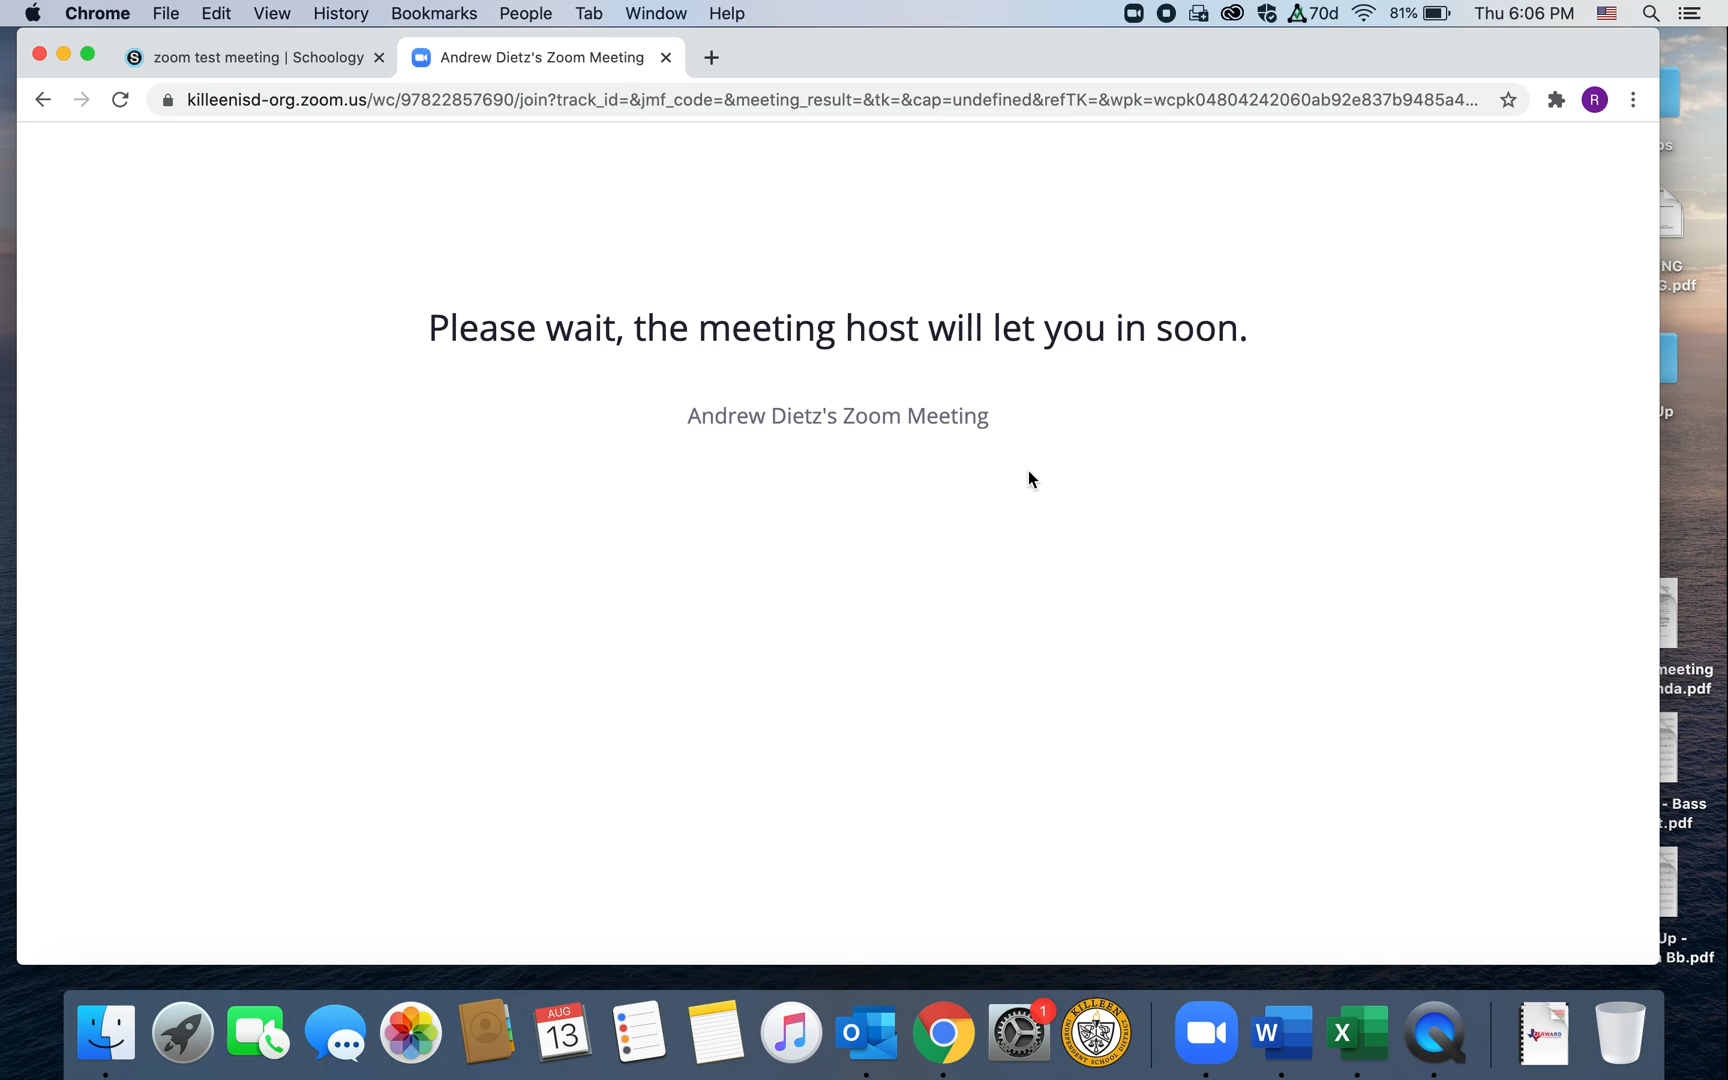 Chrome File Edit View History Bookmarks People Tab Window Help 70d 81% Thu 6:06 PM
S zoom test meeting | Schoology Andrew Dietz's Zoom Meeting
killeenisd-org.zoom.us/wc/97822857690/join?track_id=&jmf_code=&meeting_result=&tk=&cap=undefined&refTK=&wpk=wcpk04804242060ab92e837b9485a4... R
Please wait, the meeting host will let you in soon.
Andrew Dietz's Zoom Meeting
NG
G.pdf
Up
meeting
nda.pdf
- Bass
t.pdf
Up -
Bb.pdf
AUG
13
O
1
W
X